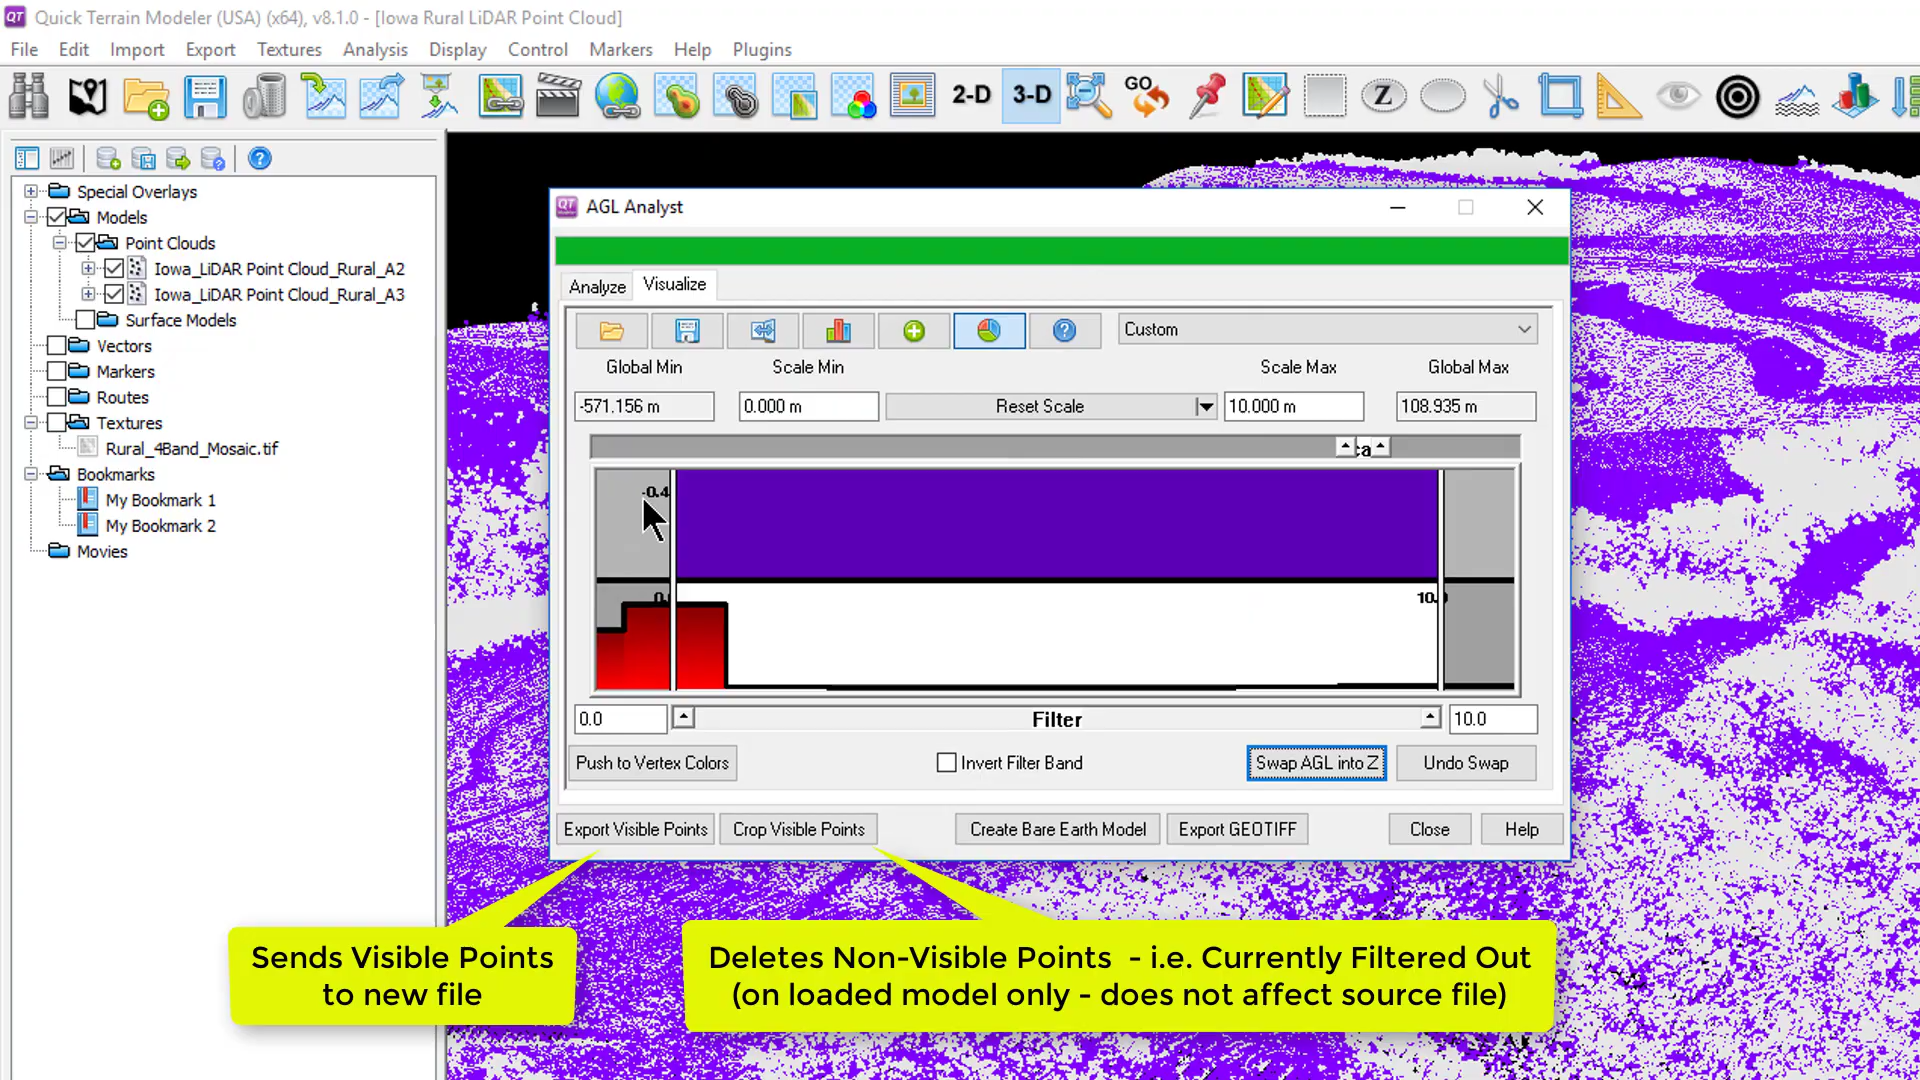 Quick Terrain Modeler (USA) (x64), v8.1.0 - [Iowa Rural LiDAR Point Cloud]
File Edit Import Export Textures Analysis Display Control Markers Help Plugins
2-D 3-D GO Z
Special Overlays
Models
Point Clouds
Iowa_LiDAR Point Cloud_Rural_A2
Iowa_LiDAR Point Cloud_Rural_A3
Surface Models
Vectors
Markers
Routes
Textures
Rural_4Band_Mosaic.tif
Bookmarks
My Bookmark 1
My Bookmark 2
Movies
QT AGL Analyst
Analyze Visualize
Custom
Global Min Scale Min Scale Max Global Max
-571.156 m 0.000 m Reset Scale 10.000 m 108.935 m
-0.4
10.0
0.0 Filter 10.0
Push to Vertex Colors Invert Filter Band Swap AGL into Z Undo Swap
Export Visible Points Crop Visible Points Create Bare Earth Model Export GEOTIFF Close Help
Sends Visible Points
to new file
Deletes Non-Visible Points - i.e. Currently Filtered Out
(on loaded model only - does not affect source file)